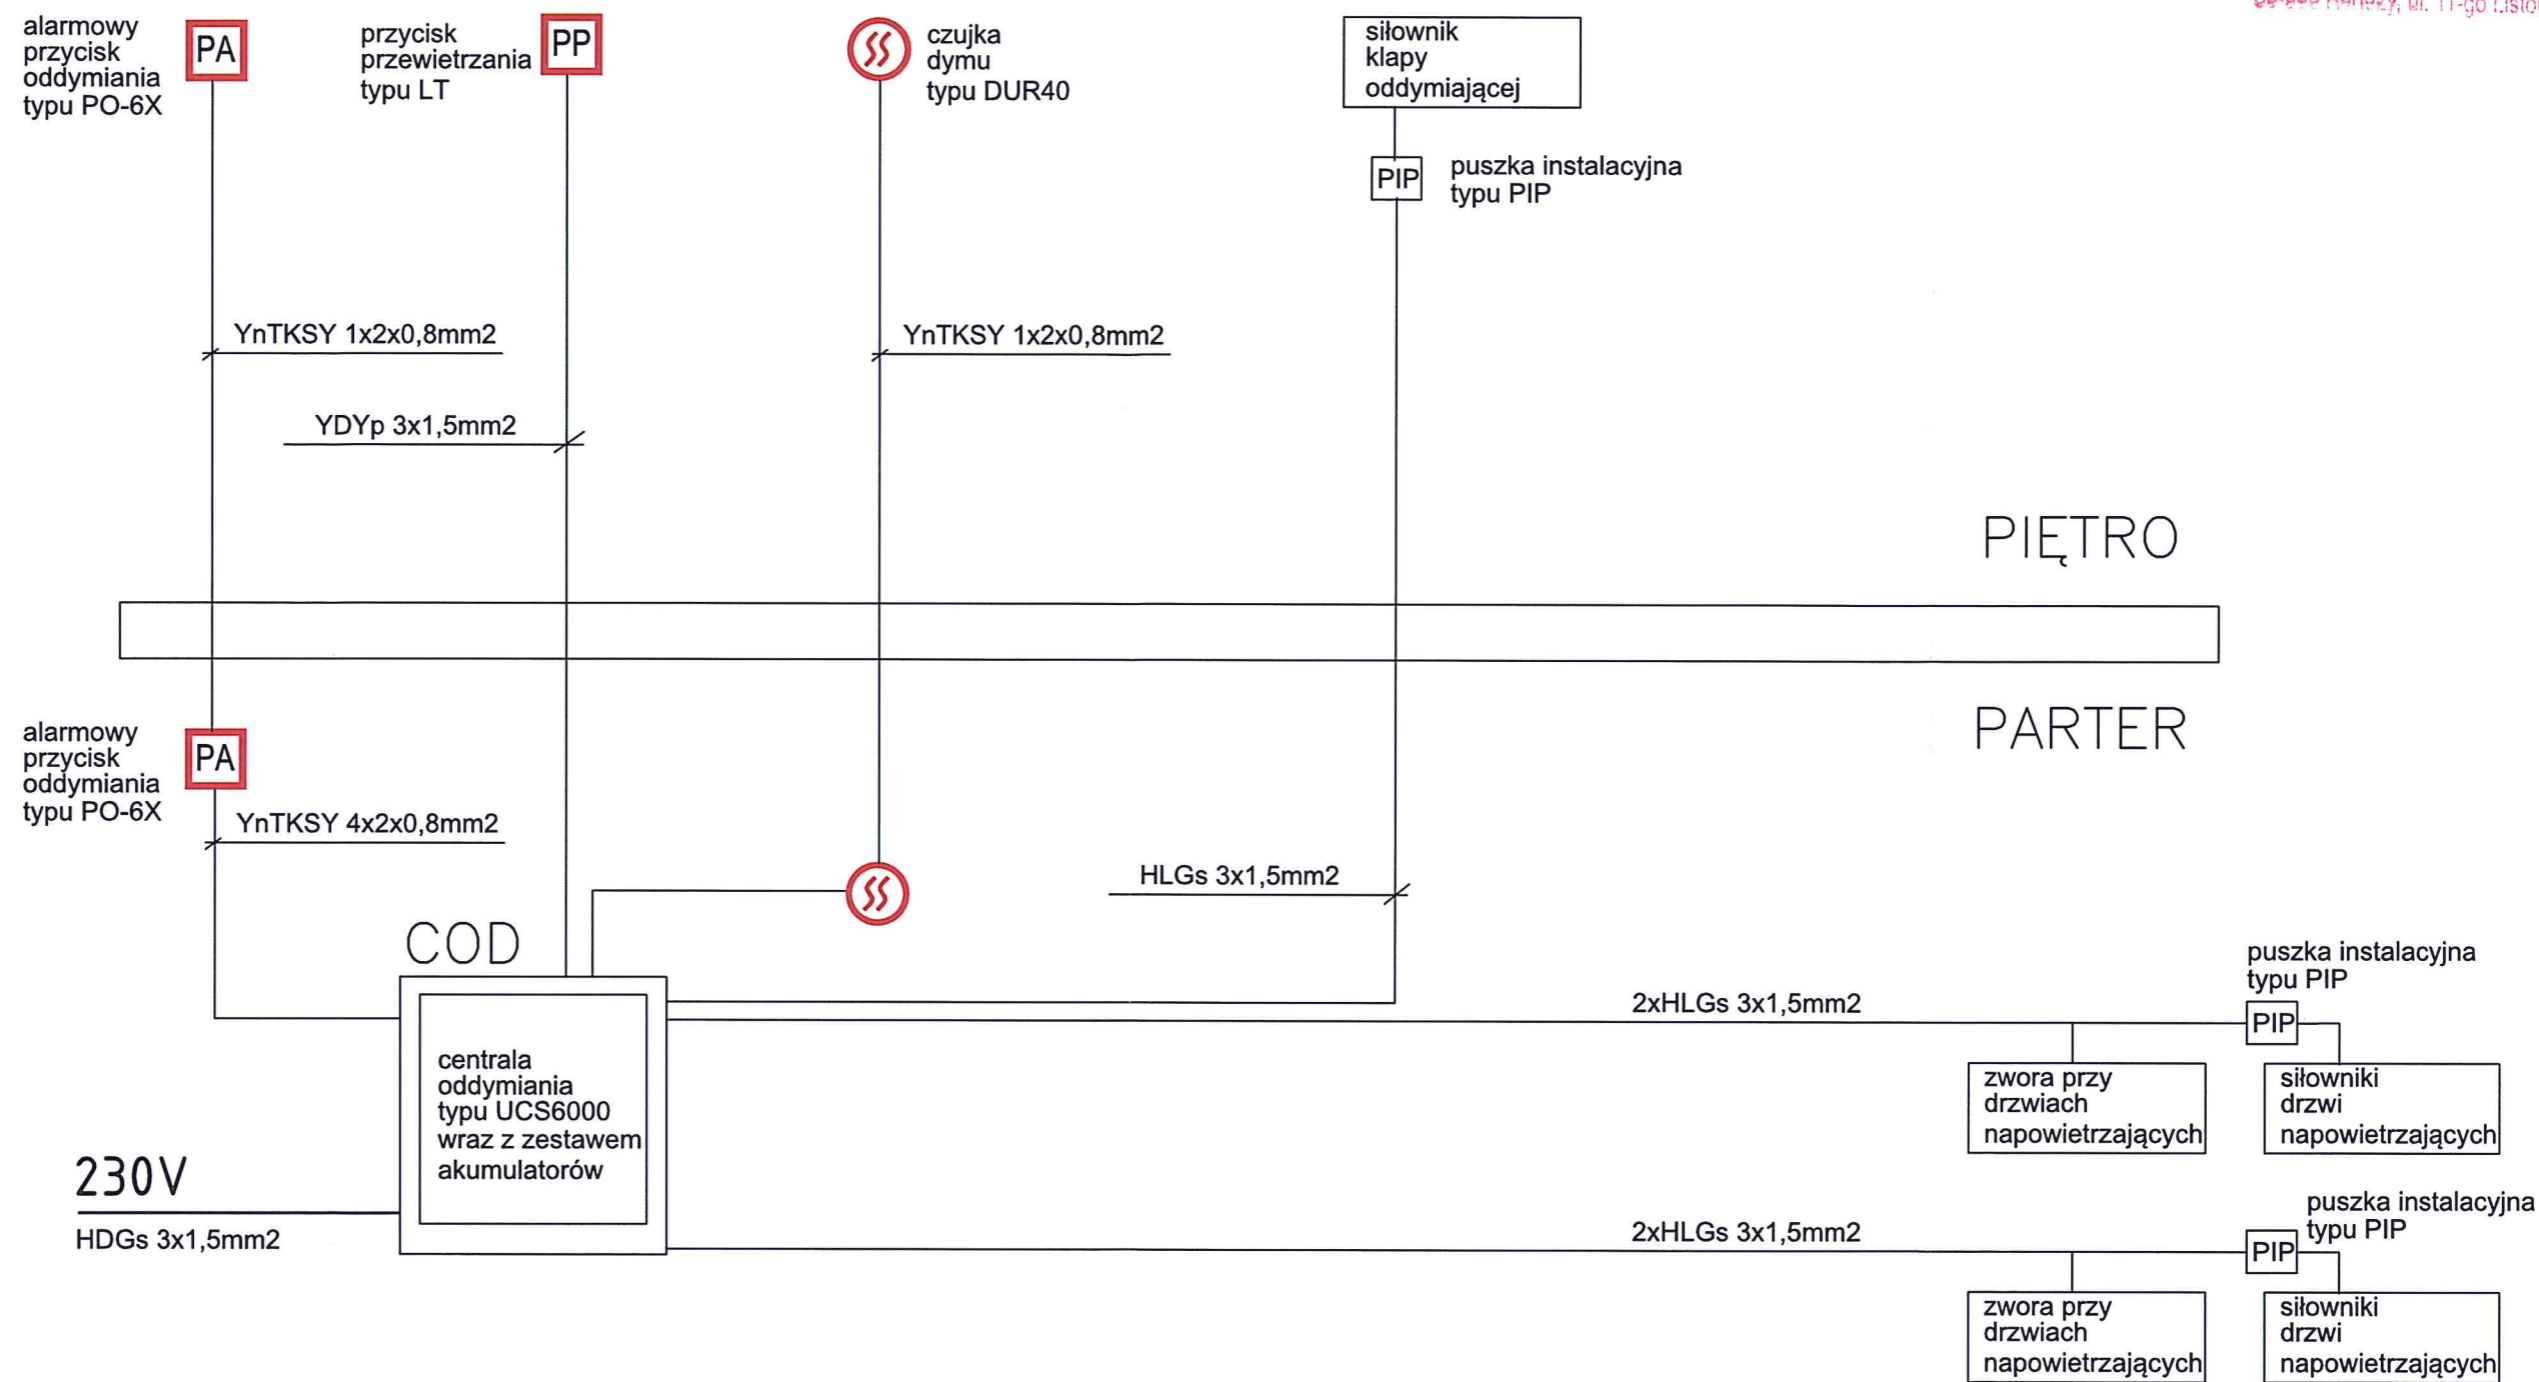 alarmowy
przycisk
oddymiania
typu PO-6X
PA
przycisk
przewietrzania
typu LT
PP
czujka
dymu
typu DUR40
siłownik
klapy
oddymiającej
PIP
puszka instalacyjna
typu PIP
YnTKSY 1x2x0,8mm2
YnTKSY 1x2x0,8mm2
YDYp 3x1,5mm2
PIĘTRO
PARTER
alarmowy
przycisk
oddymiania
typu PO-6X
PA
YnTKSY 4x2x0,8mm2
HLGs 3x1,5mm2
COD
centrala
oddymiania
typu UCS6000
wraz z zestawem
akumulatorów
230V
HDGs 3x1,5mm2
2xHLGs 3x1,5mm2
puszka instalacyjna
typu PIP
PIP
zwora przy
drzwiach
napowietrzających
siłowniki
drzwi
napowietrzających
2xHLGs 3x1,5mm2
puszka instalacyjna
typu PIP
PIP
zwora przy
drzwiach
napowietrzających
siłowniki
drzwi
napowietrzających
ul. 11-go